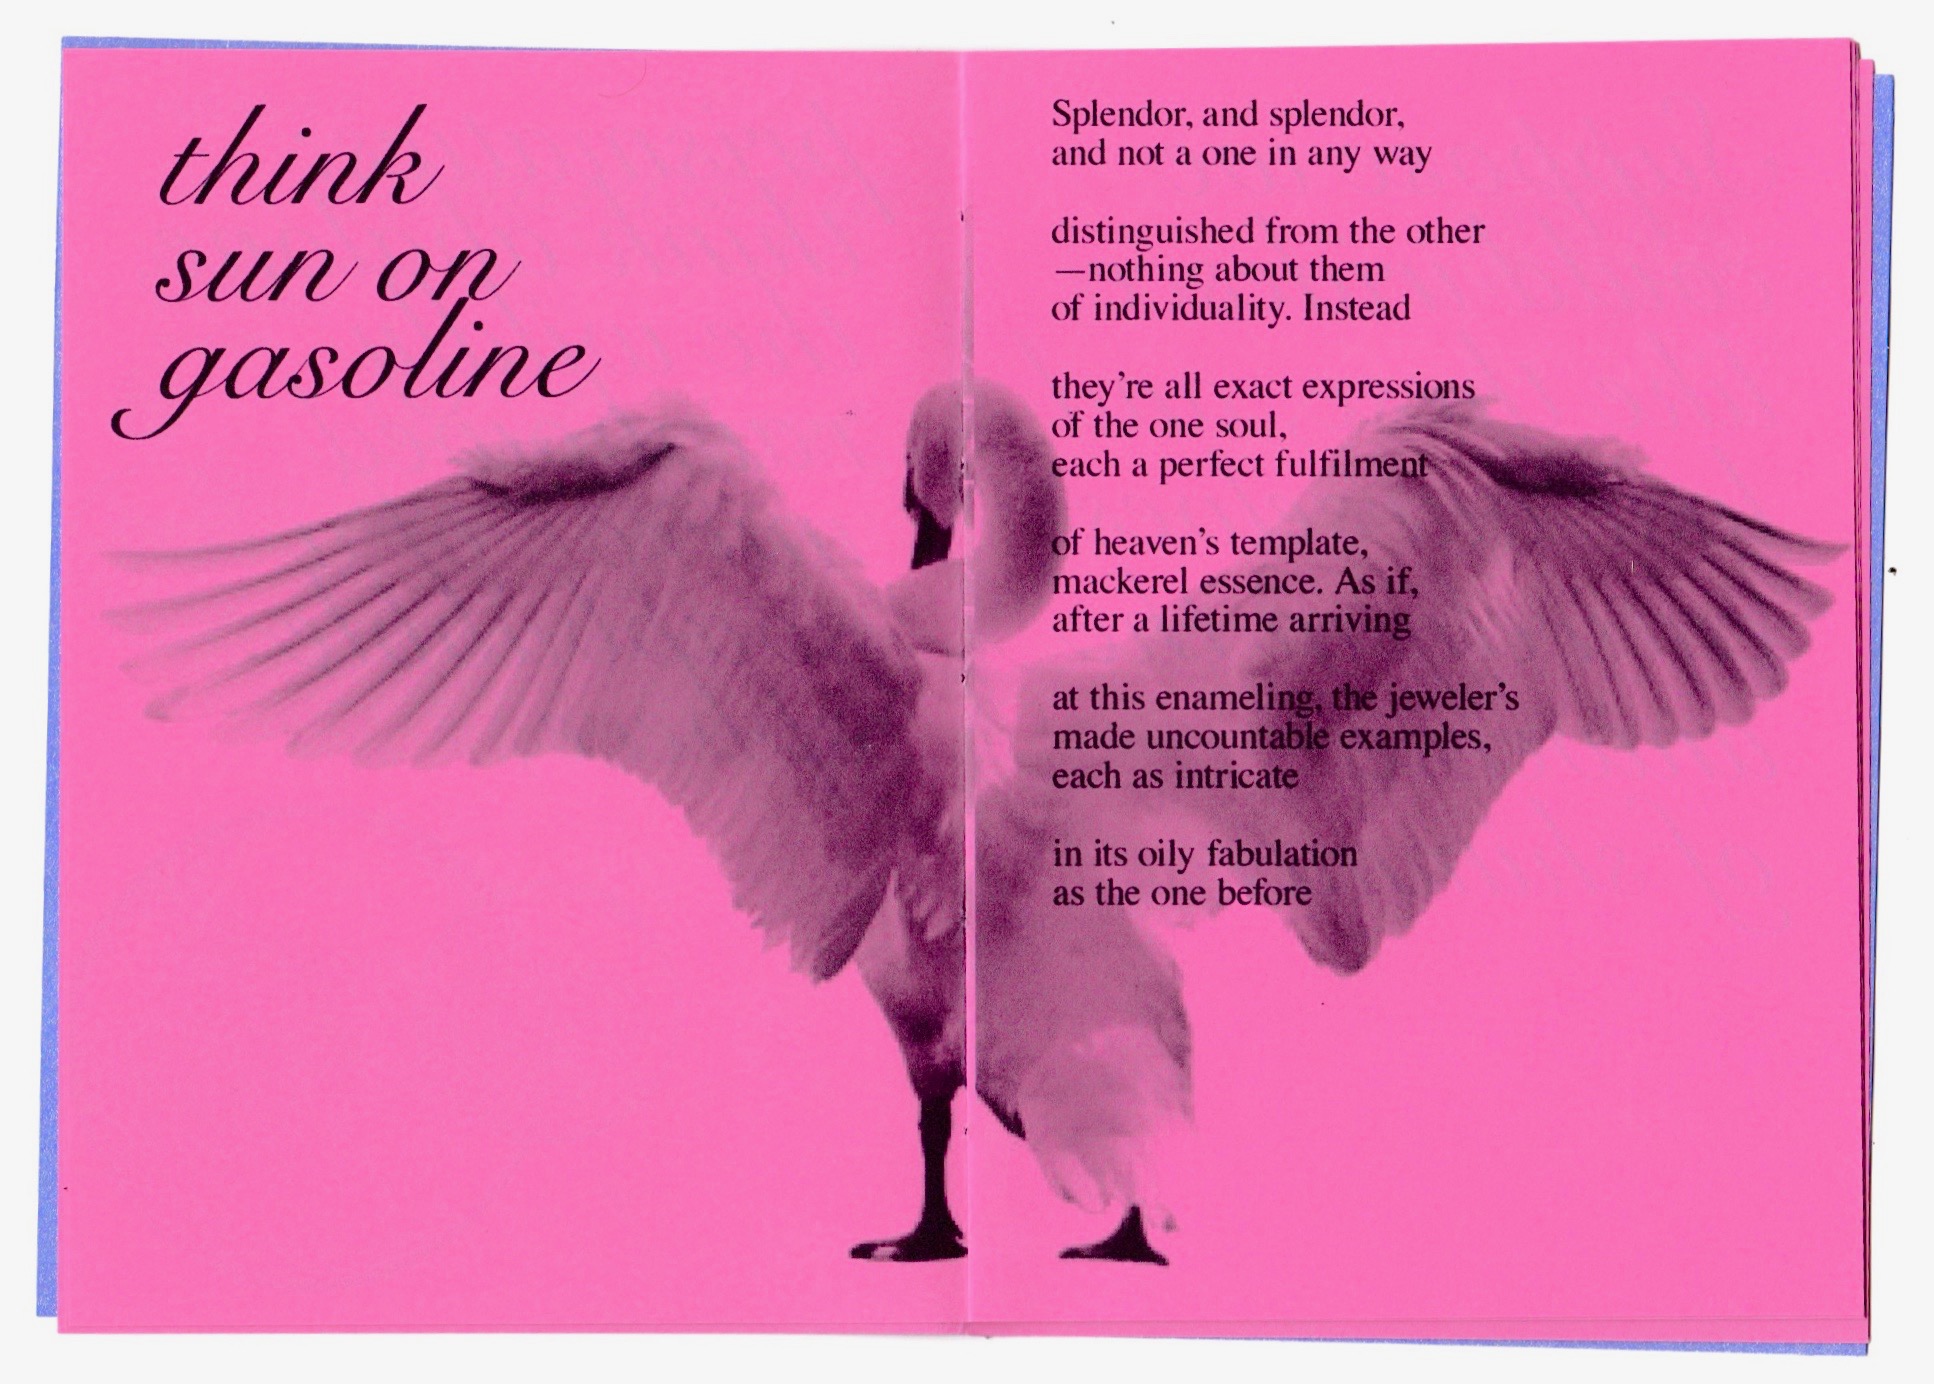 think
sun on
gasoline
Splendor, and splendor,
and not a one in any way
distinguished from the other
—nothing about them
of individuality. Instead
they're all exact expressions
of the one soul,
each a perfect fulfilment
of heaven's template,
mackerel essence. As if,
after a lifetime arriving
at this enameling, the jeweler's
made uncountable examples,
each as intricate
in its oily fabulation
as the one before